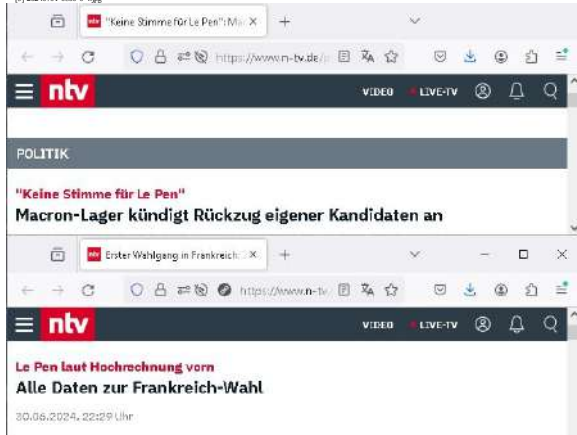 "Keine Stimme für Le Pen": Ma
https://www.n-tv.de/p
ntv
VIDEO LIVE-TV
POLITIK
"Keine Stimme für Le Pen"
Macron-Lager kündigt Rückzug eigener Kandidaten an
Erster Wahlgang in Frankreich:
https://www.n-tv.
ntv
VIDEO LIVE-TV
Le Pen laut Hochrechnung vorn
Alle Daten zur Frankreich-Wahl
30.06.2024, 22:29 Uhr